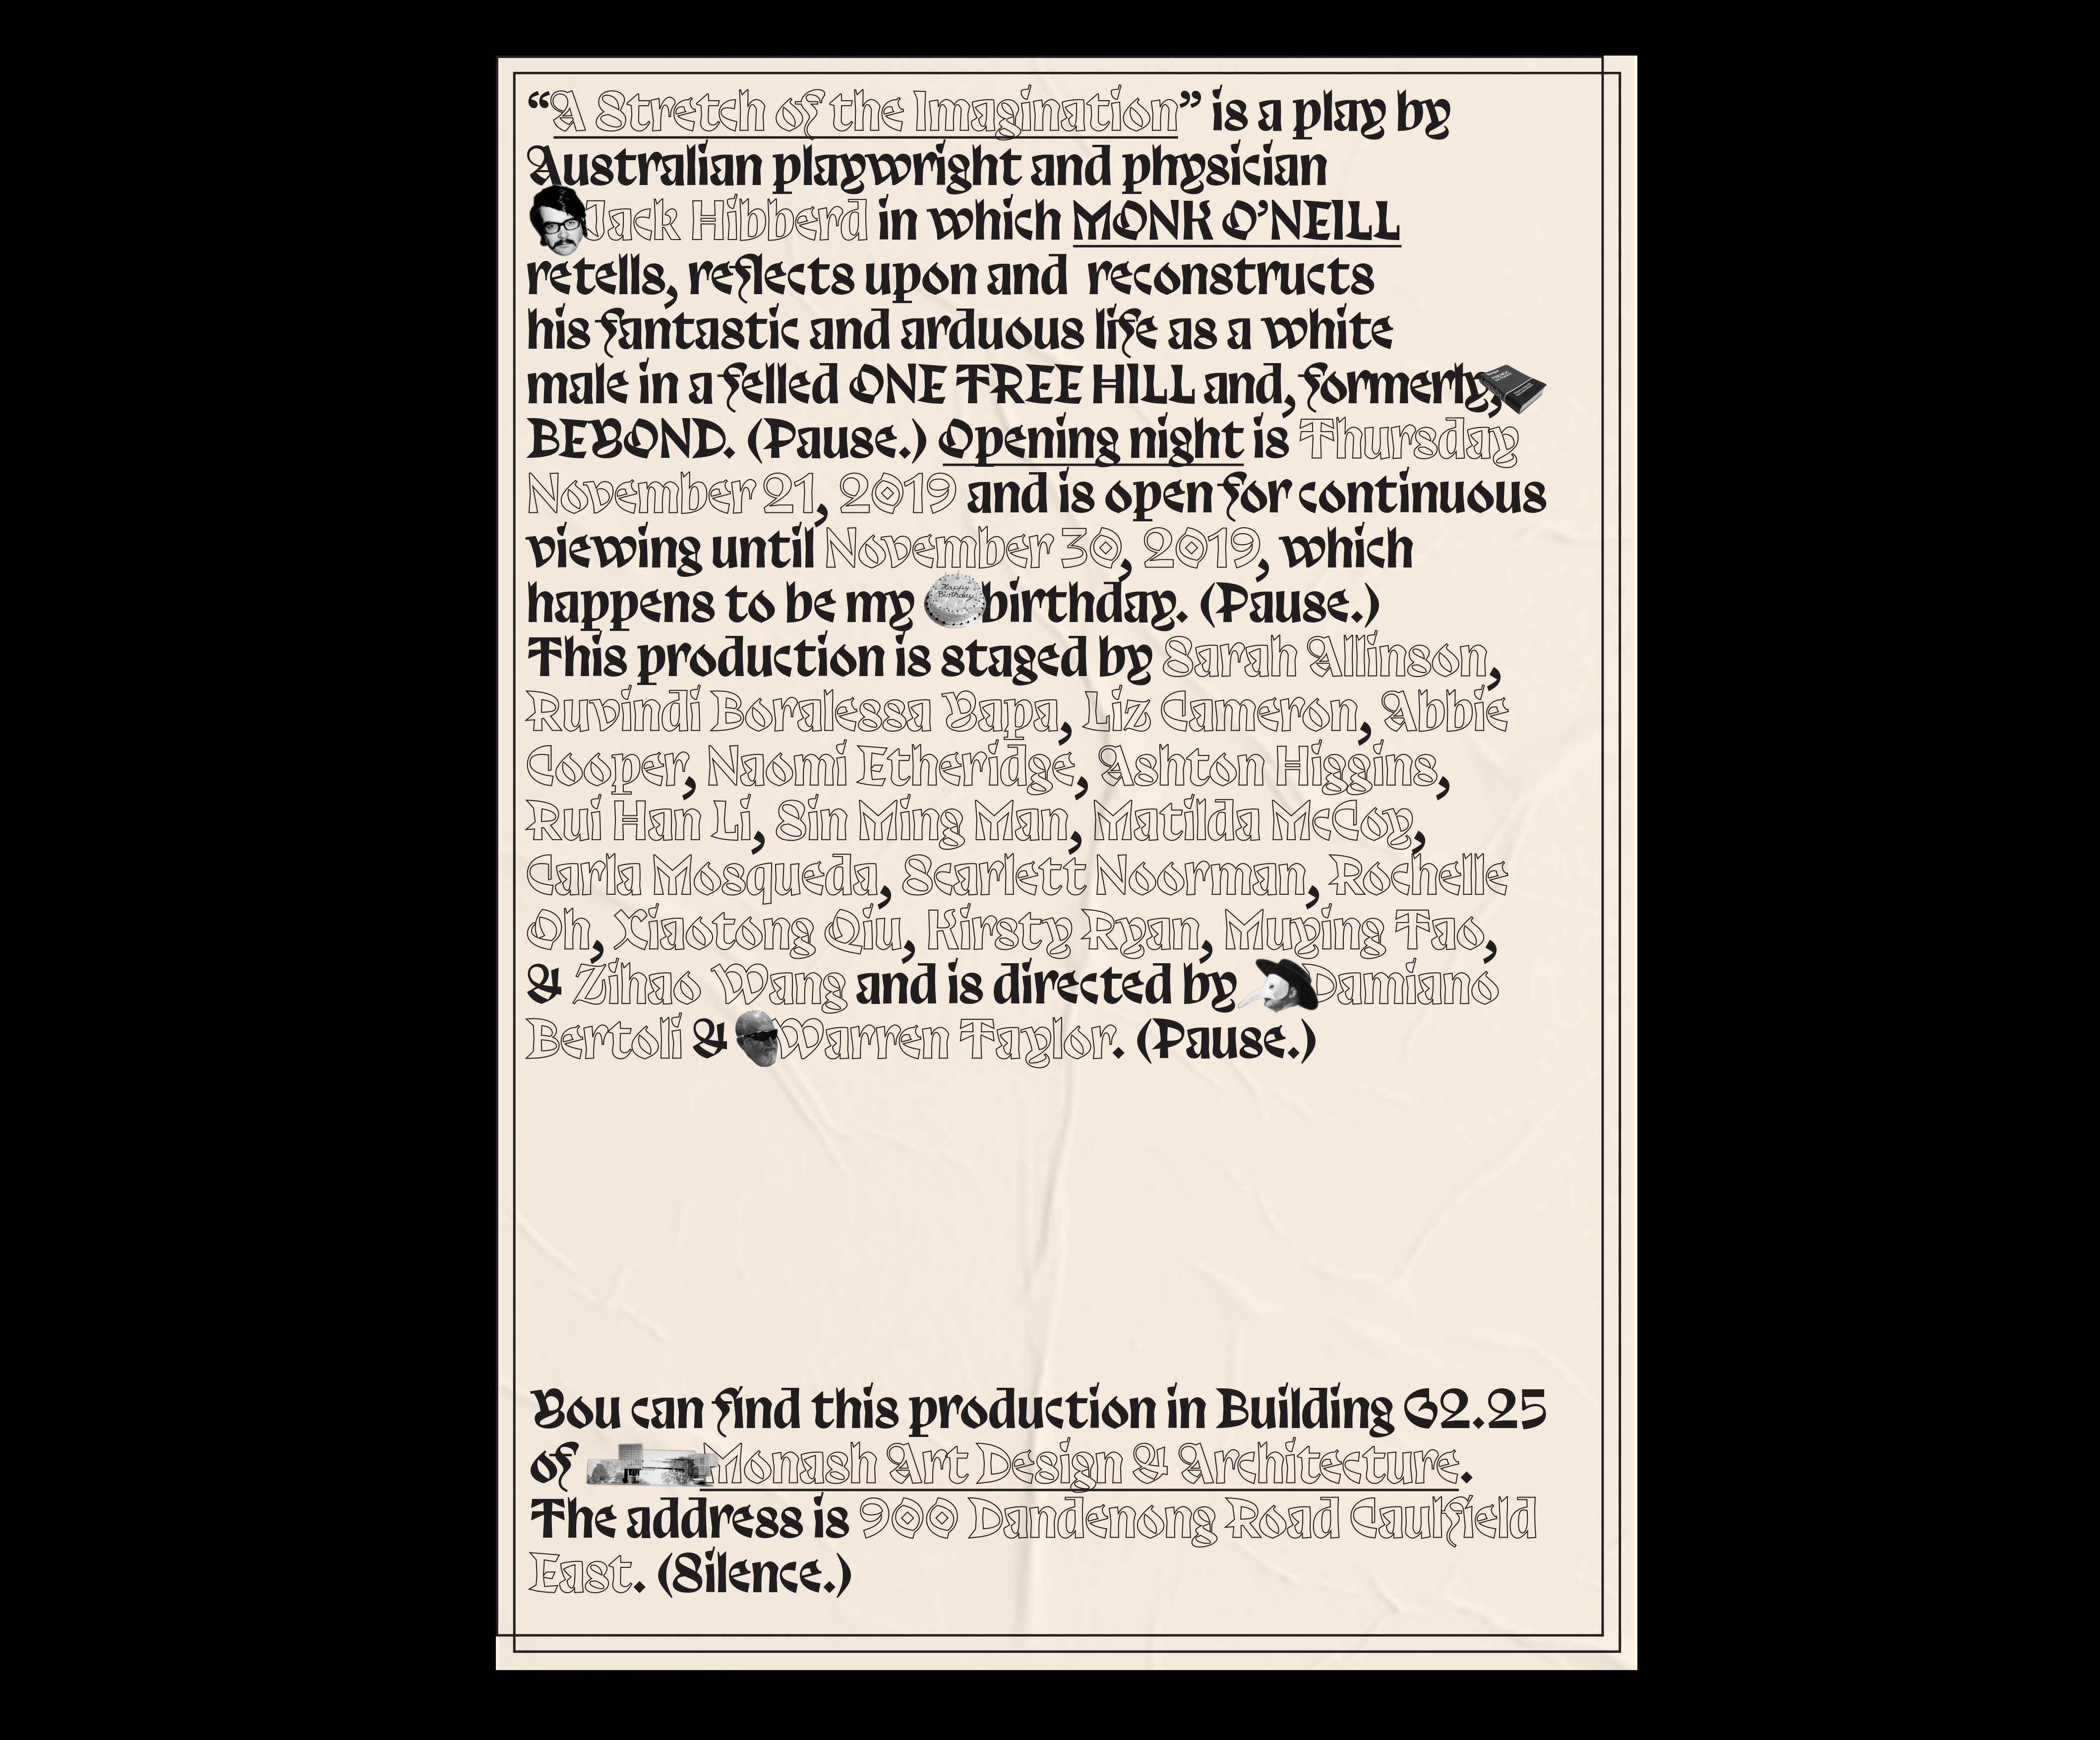 “A Stretch of the Imagination” is a play by
Australian playwright and physician
Jack Hibberd in which MONK O’NEILL
retells, reflects upon and reconstructs
his fantastic and arduous life as a white
male in a felled ONE TREE HILL and, formerly,
BEYOND. (Pause.) Opening night is Thursday
November 21, 2019 and is open for continuous
viewing until November 30, 2019, which
happens to be my birthday. (Pause.)
Happy Birthday
This production is staged by Sarah Allinson,
Ruvindi Boralessa Yapa, Liz Cameron, Abbie
Cooper, Naomi Etheridge, Ashton Higgins,
Rui Han Li, Sin Ming Man, Matilda McCoy,
Carla Mosqueda, Scarlett Noorman, Rochelle
Oh, Xiaotong Qiu, Kirsty Ryan, Muying Tao,
& Zihao Wang and is directed by Damiano
Bertoli & Warren Taylor. (Pause.)
You can find this production in Building G2.25
of Monash Art Design & Architecture.
The address is 900 Dandenong Road Caulfield
East. (Silence.)